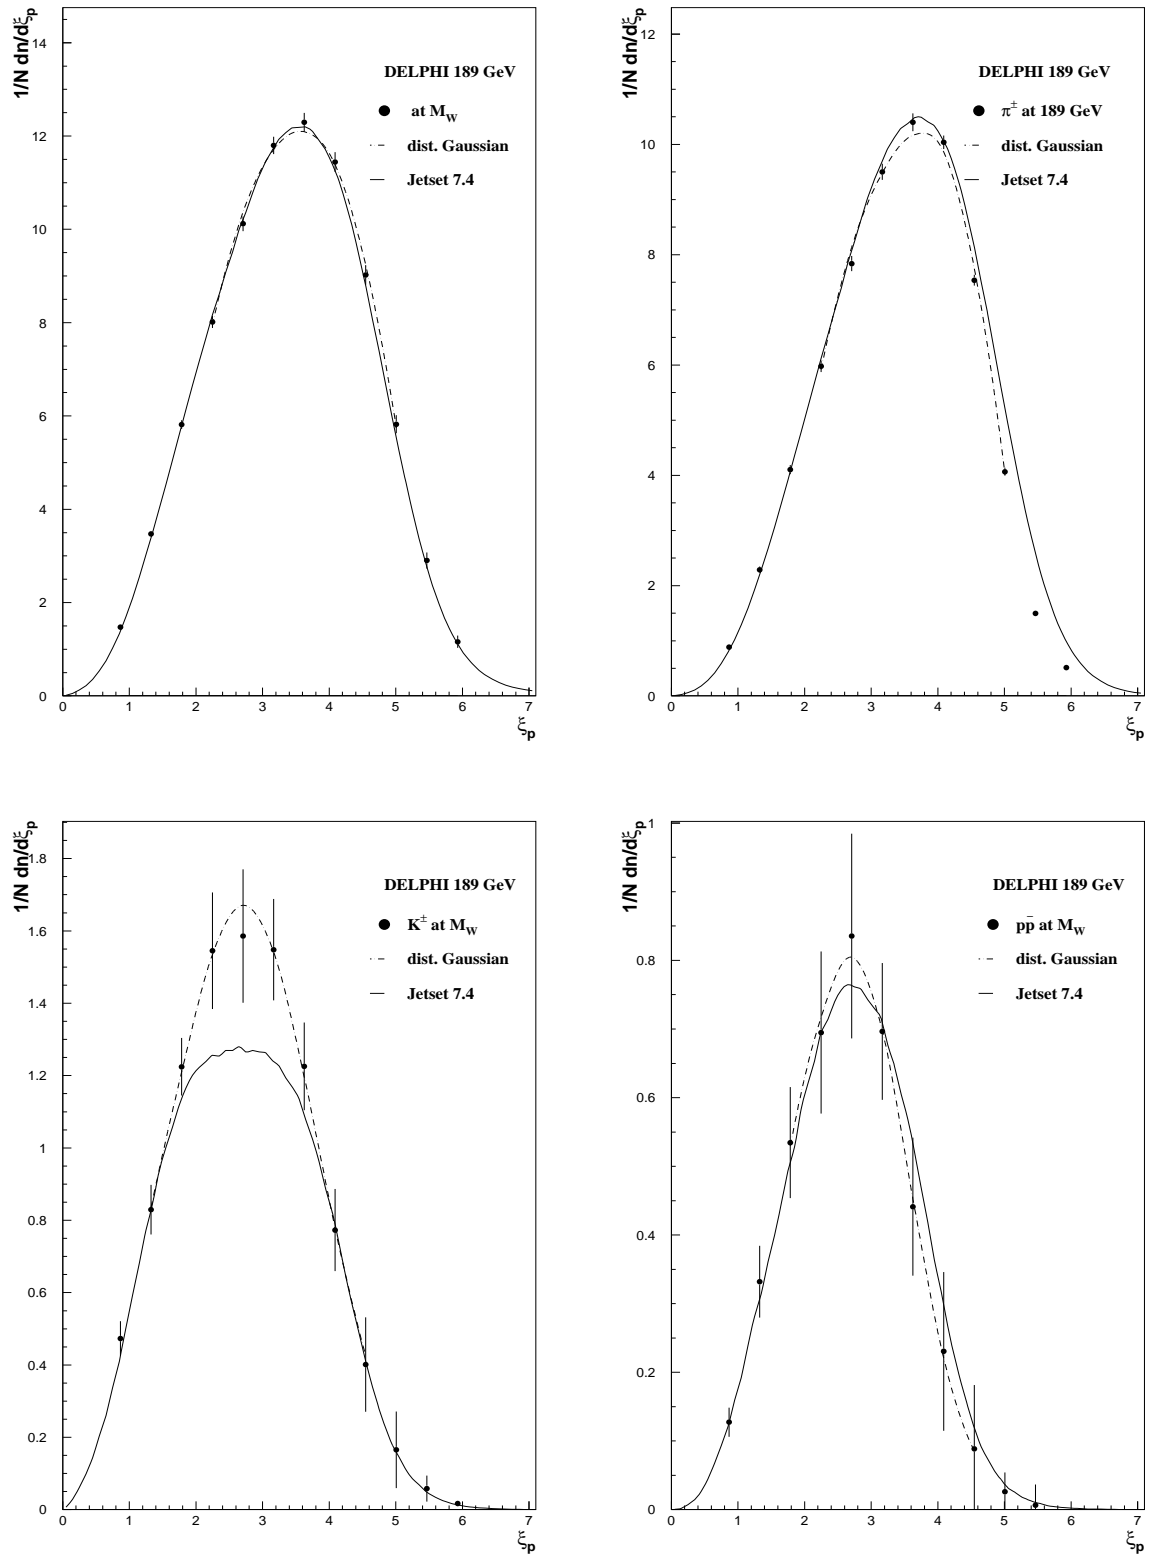 1/N dn/dξp
14
12
10
8
6
4
2
0
DELPHI 189 GeV
at MW
dist. Gaussian
Jetset 7.4
0 1 2 3 4 5 6 7
ξp
1/N dn/dξp
12
10
8
6
4
2
0
DELPHI 189 GeV
π± at 189 GeV
dist. Gaussian
Jetset 7.4
0 1 2 3 4 5 6 7
ξp
1/N dn/dξp
1.8
1.6
1.4
1.2
1
0.8
0.6
0.4
0.2
0
DELPHI 189 GeV
K± at MW
dist. Gaussian
Jetset 7.4
0 1 2 3 4 5 6 7
ξp
1/N dn/dξp
1
0.8
0.6
0.4
0.2
0
DELPHI 189 GeV
pp̄ at MW
dist. Gaussian
Jetset 7.4
0 1 2 3 4 5 6 7
ξp